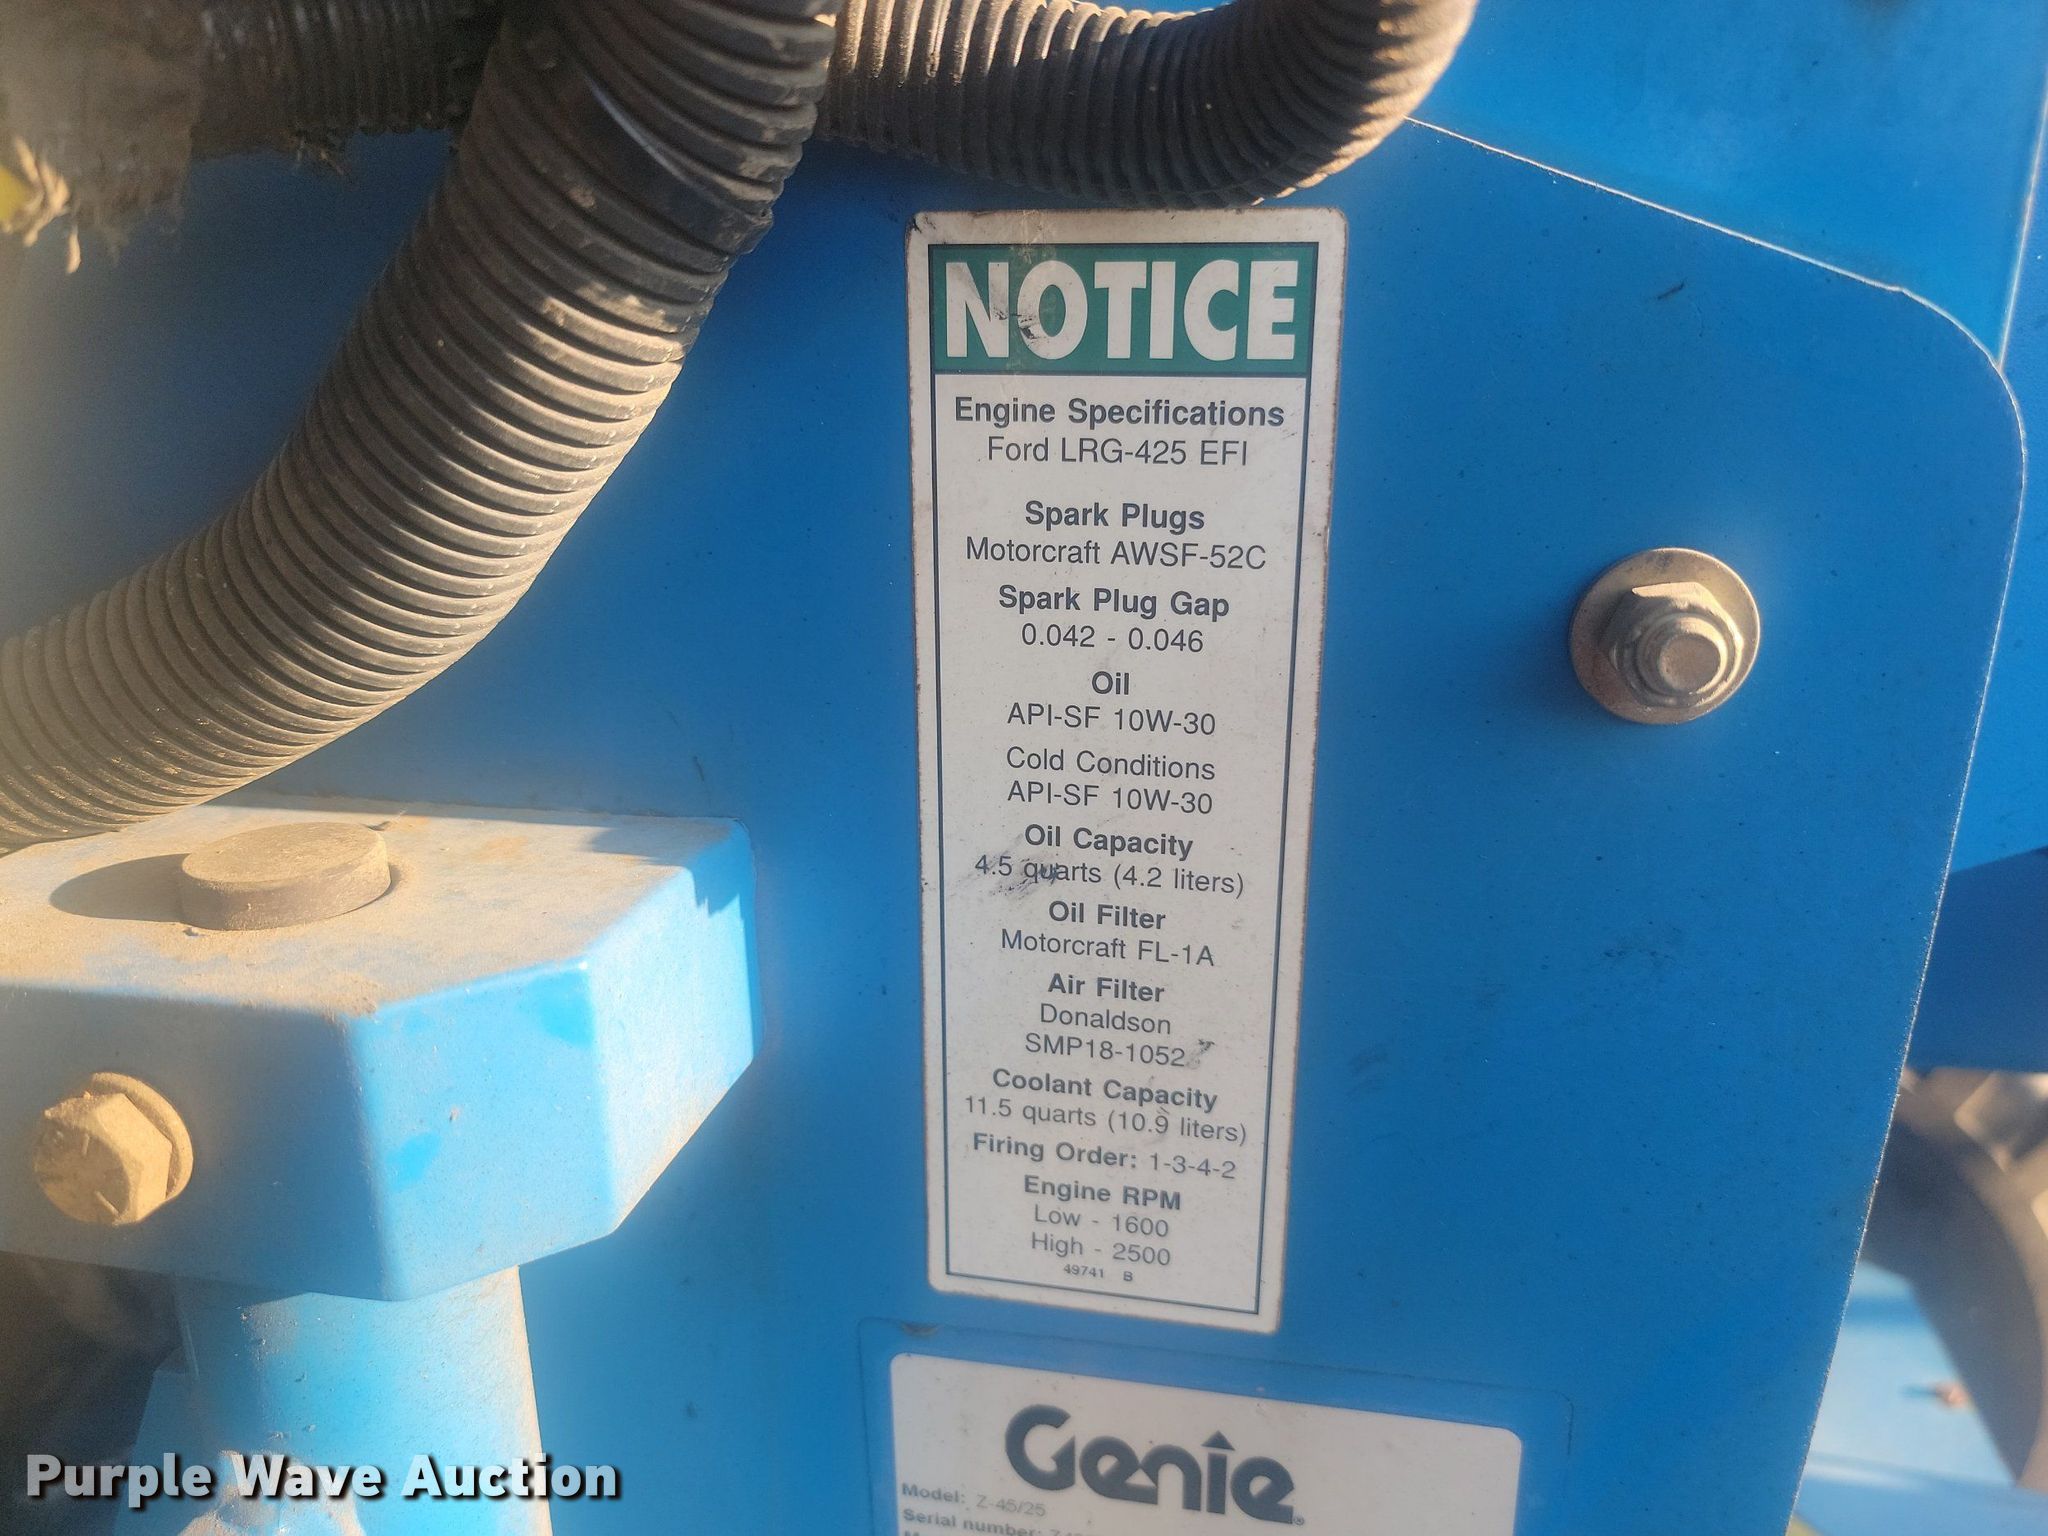 NOTICE
Engine Specifications
Ford LRG-425 EFI
Spark Plugs
Motorcraft AWSF-52C
Spark Plug Gap
0.042 - 0.046
Oil
API-SF 10W-30
Cold Conditions
API-SF 10W-30
Oil Capacity
4.5 quarts (4.2 liters)
Oil Filter
Motorcraft FL-1A
Air Filter
Donaldson
SMP18-1052
Coolant Capacity
11.5 quarts (10.9 liters)
Firing Order: 1-3-4-2
Engine RPM
Low - 1600
High - 2500
49741 B
Genie
Model: Z-45/25
Serial number:
Purple Wave Auction